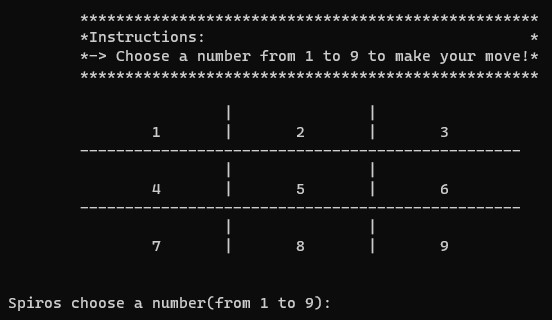 ***************************************************
*Instructions:                                    *
*-> Choose a number from 1 to 9 to make your move!*
***************************************************
                |               |
        1       |       2       |       3
-------------------------------------------------
                |               |
        4       |       5       |       6
-------------------------------------------------
                |               |
        7       |       8       |       9
Spiros choose a number(from 1 to 9):